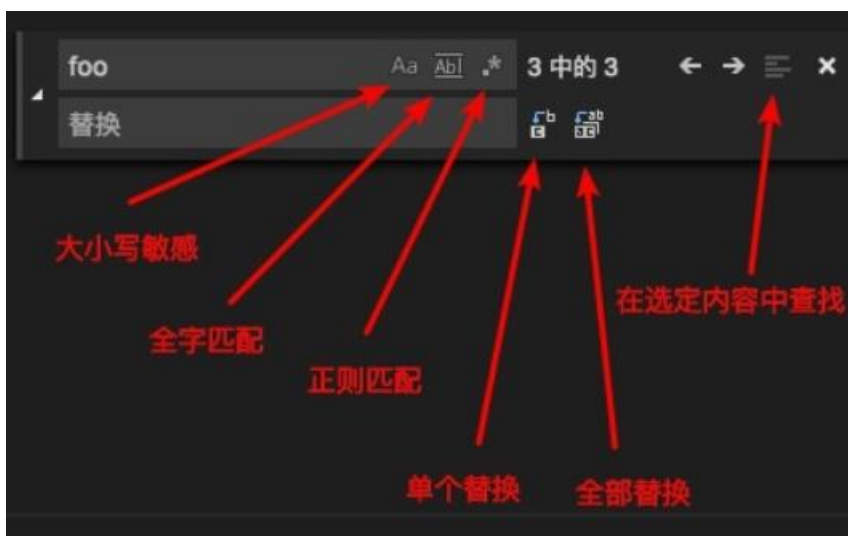 foo Aa Abl .* 3 中的 3
替换
大小写敏感
在选定内容中查找
全字匹配
正则匹配
单个替换 全部替换